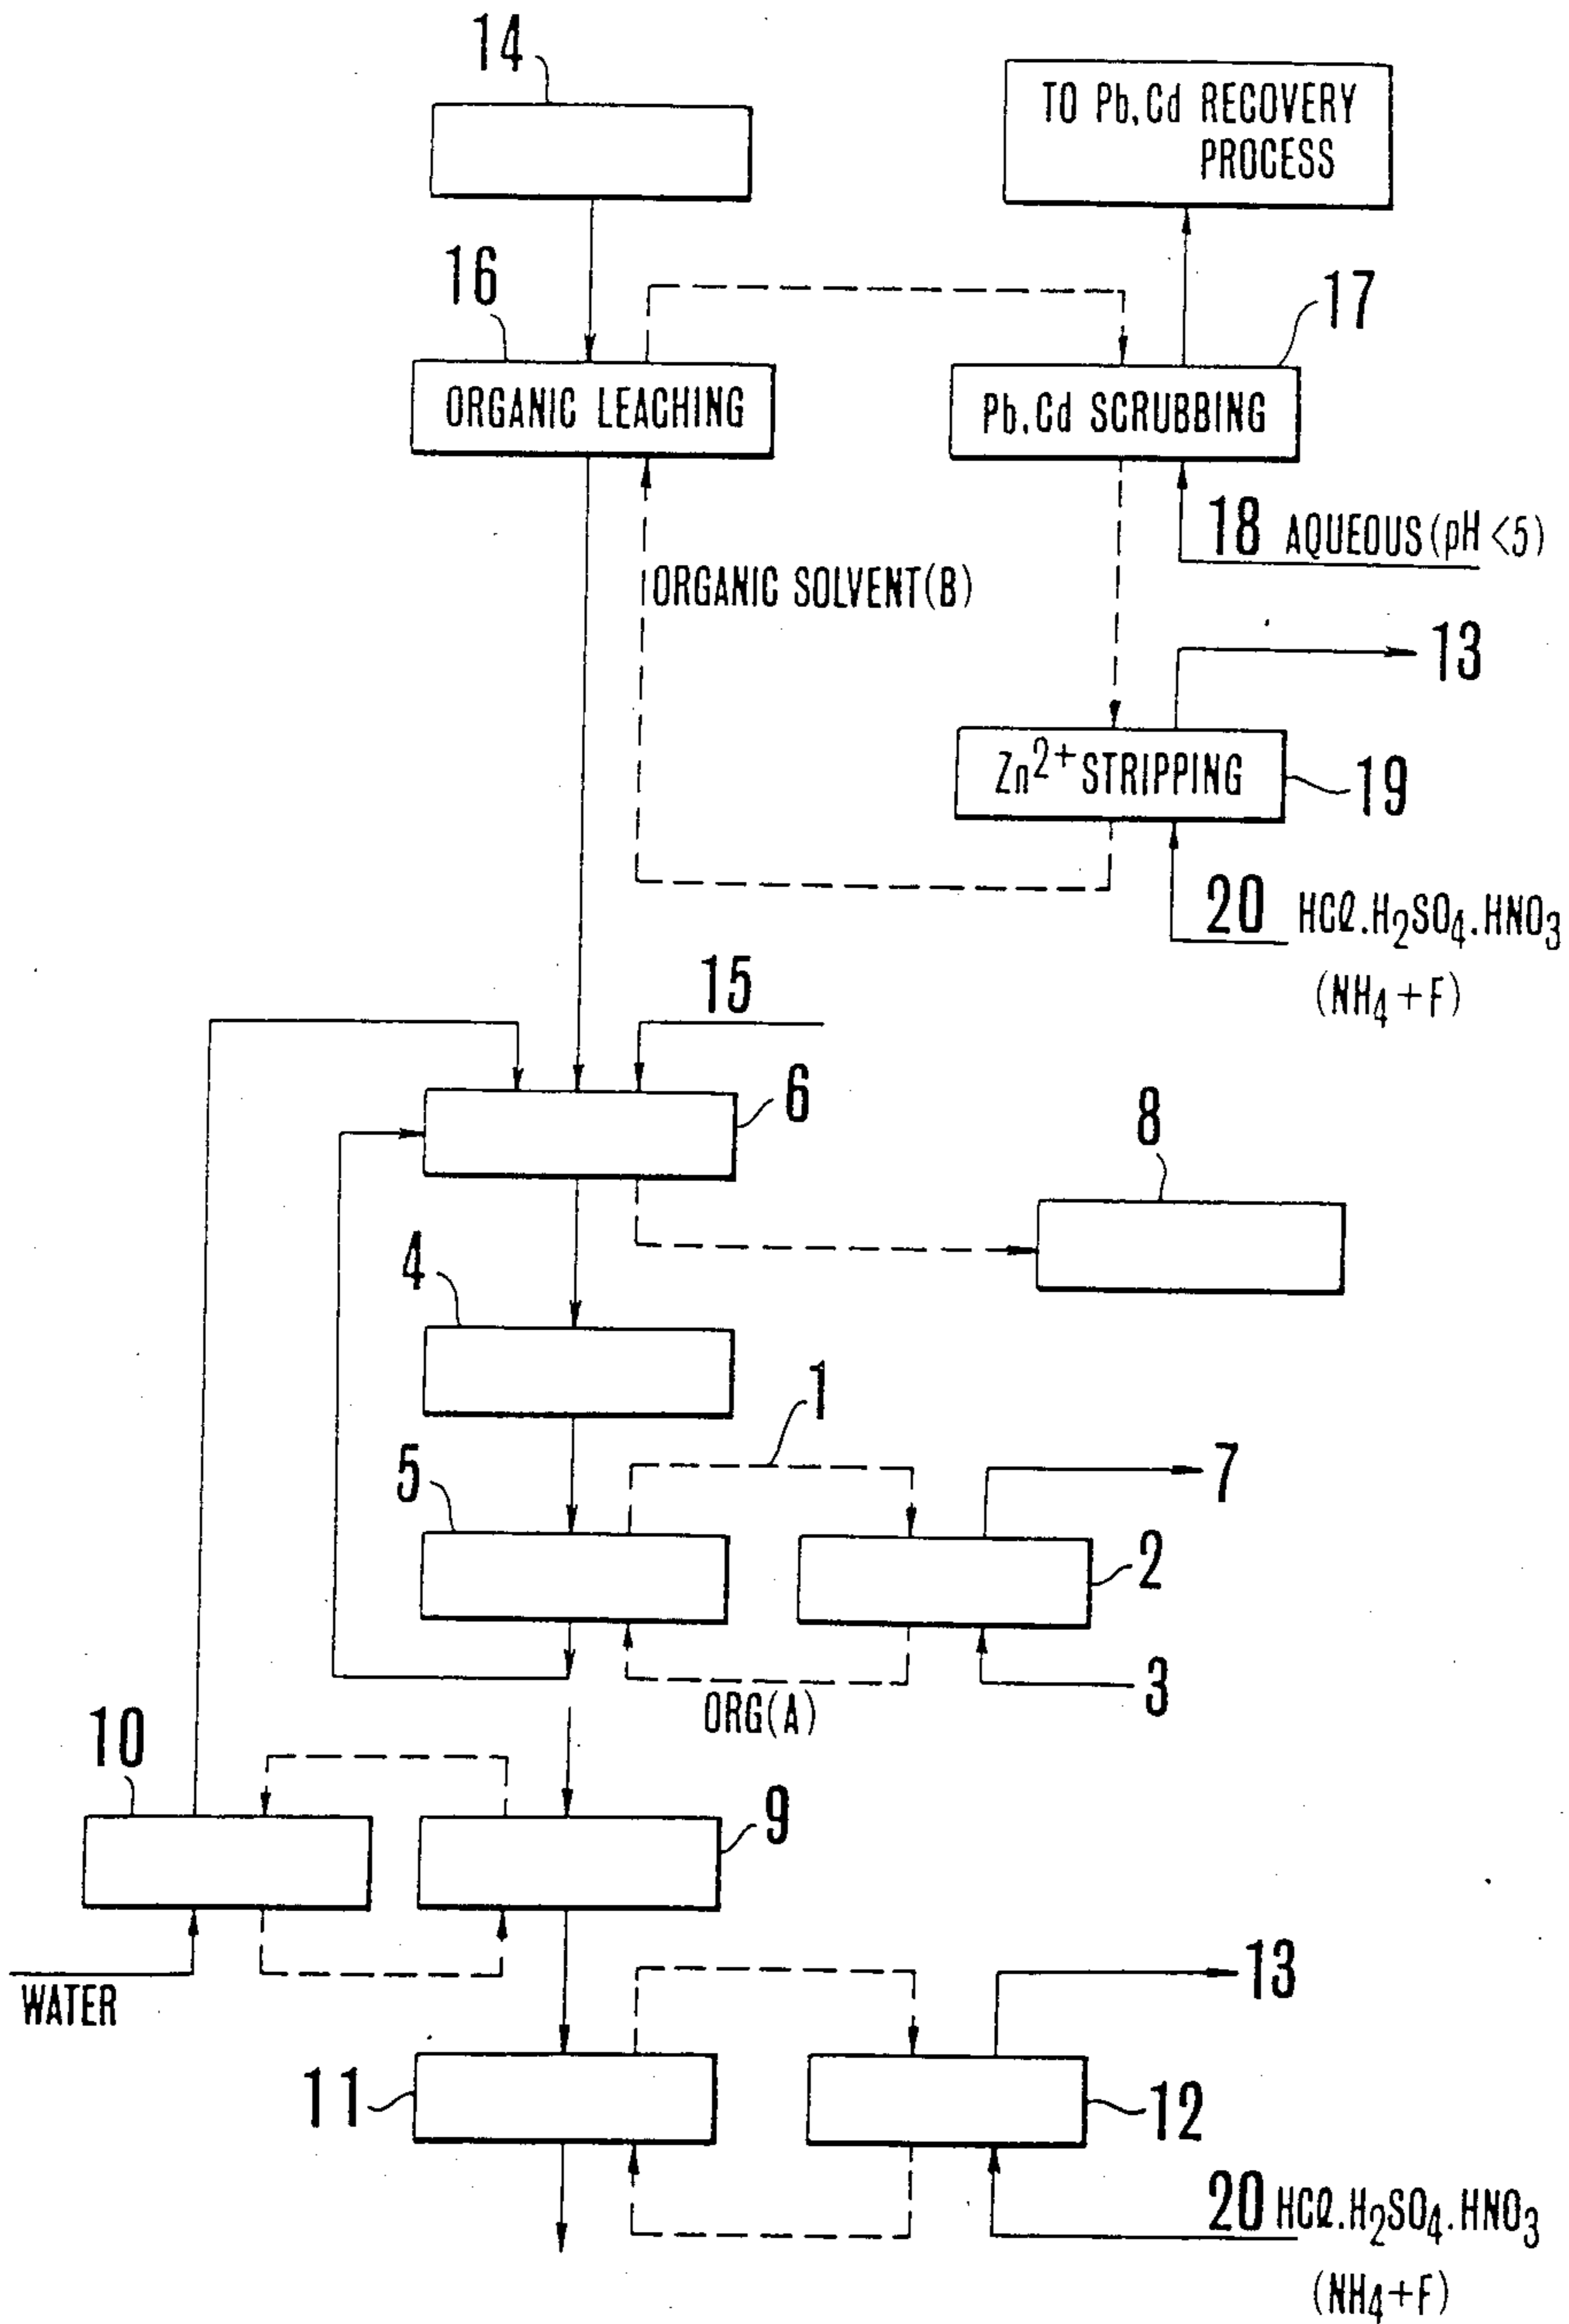 14
TO Pb.Cd RECOVERY
PROCESS
16
17
ORGANIC LEACHING
Pb.Cd SCRUBBING
18 AQUEOUS (pH <5)
ORGANIC SOLVENT(B)
13
Zn2+ STRIPPING
19
20 HCℓ.H2SO4.HNO3
(NH4+F)
15
6
8
4
1
5
7
2
3
ORG(A)
10
9
WATER
13
11
12
20 HCℓ.H2SO4.HNO3
(NH4+F)